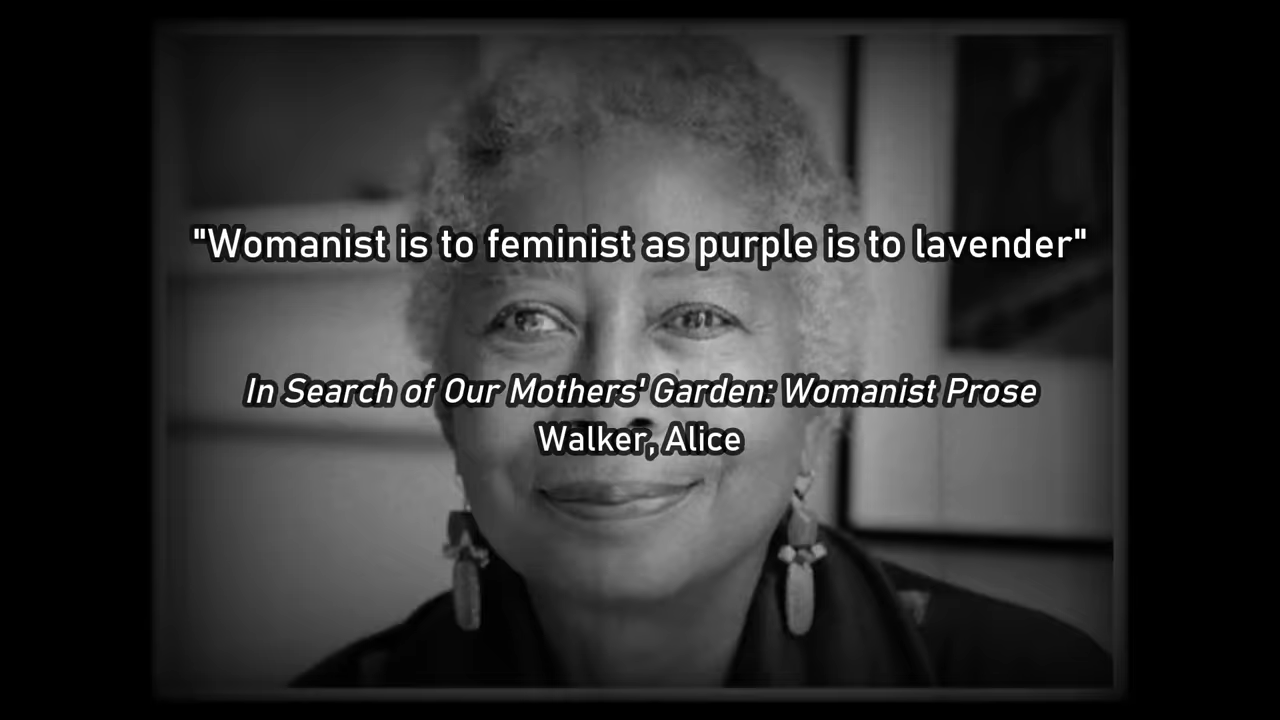 "Womanist is to feminist as purple is to lavender"
In Search of Our Mothers' Garden: Womanist Prose
Walker, Alice